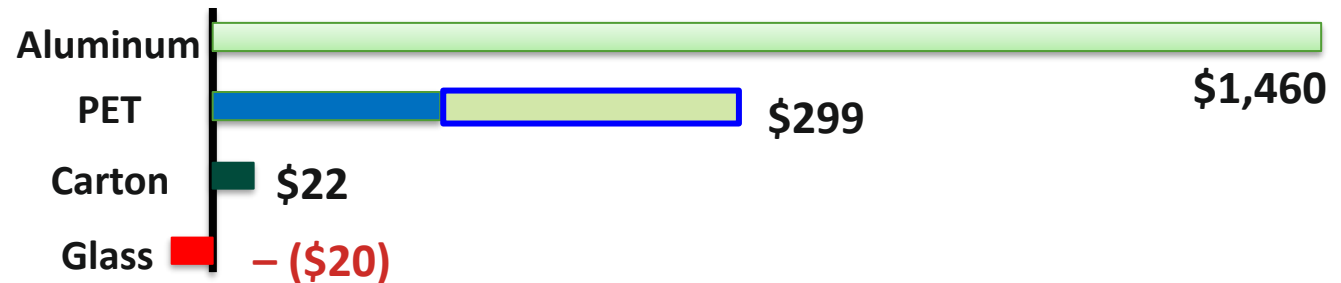 Aluminum
$1,460
PET
$299
Carton
$22
Glass
– ($20)